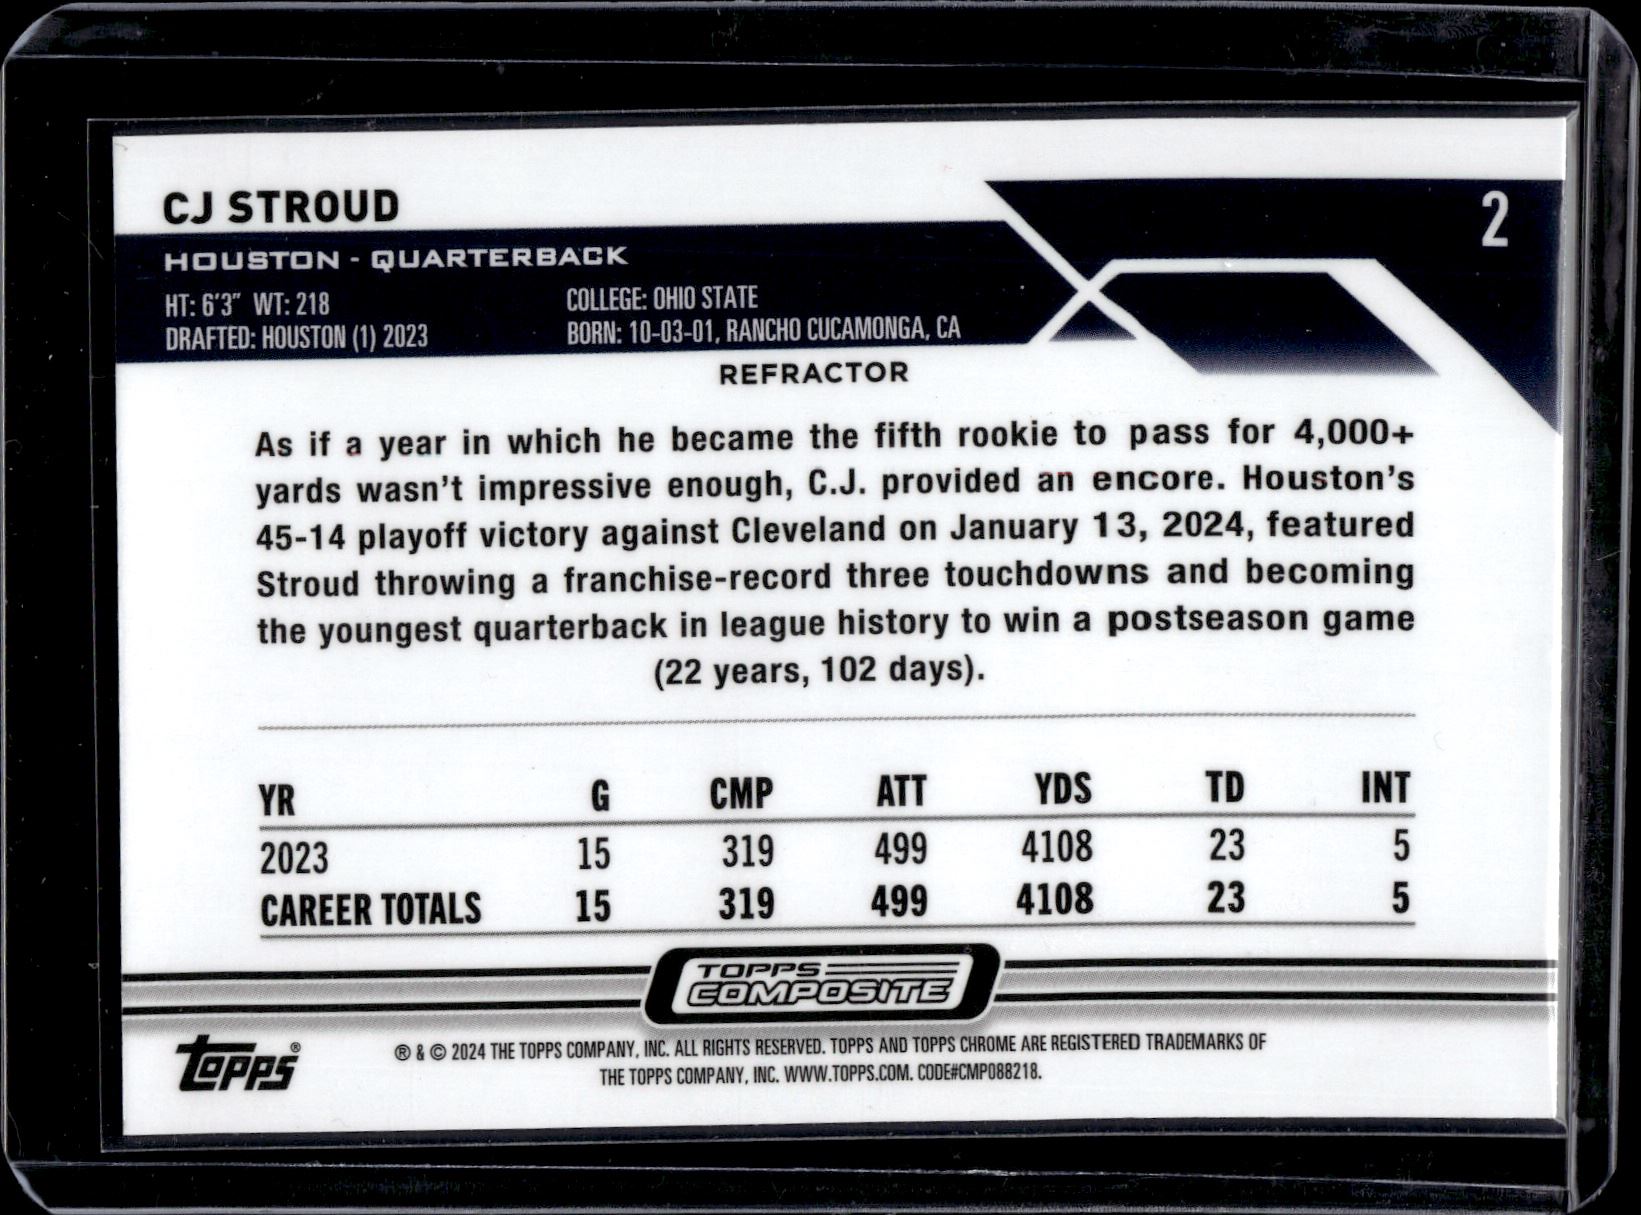 CJ STROUD
2
HOUSTON - QUARTERBACK
HT: 6'3" WT: 218
COLLEGE: OHIO STATE
DRAFTED: HOUSTON (1) 2023
BORN: 10-03-01, RANCHO CUCAMONGA, CA
REFRACTOR
As if a year in which he became the fifth rookie to pass for 4,000+
yards wasn't impressive enough, C.J. provided an encore. Houston's
45-14 playoff victory against Cleveland on January 13, 2024, featured
Stroud throwing a franchise-record three touchdowns and becoming
the youngest quarterback in league history to win a postseason game
(22 years, 102 days).
YR G CMP ATT YDS TD INT
2023 15 319 499 4108 23 5
CAREER TOTALS 15 319 499 4108 23 5
TOPPS
COMPOSITE
Topps®
® & © 2024 THE TOPPS COMPANY, INC. ALL RIGHTS RESERVED. TOPPS AND TOPPS CHROME ARE REGISTERED TRADEMARKS OF
THE TOPPS COMPANY, INC. WWW.TOPPS.COM. CODE#CMP088218.